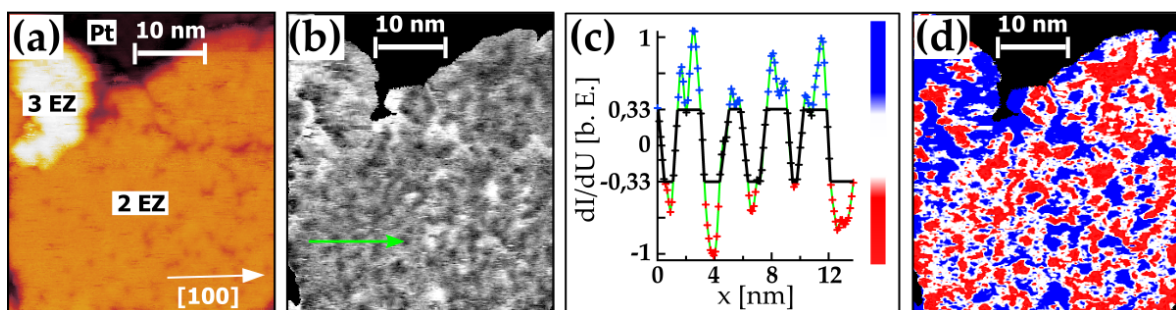 (a)
Pt
10 nm
3 EZ
2 EZ
[100]
(b)
10 nm
(c)
dI/dU [b. E.]
1
0,33
0
-0,33
-1
0
4
8
12
x [nm]
(d)
10 nm